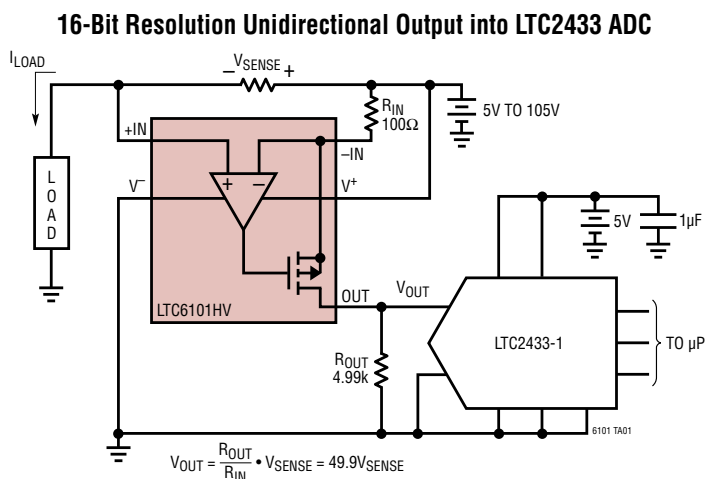 16-Bit Resolution Unidirectional Output into LTC2433 ADC
ILOAD
– VSENSE +
RIN
100Ω
5V TO 105V
+IN
–IN
L
O
A
D
V–
V+
+ –
5V
1µF
LTC6101HV
OUT
VOUT
LTC2433-1
TO µP
ROUT
4.99k
6101 TA01
VOUT = ROUT/RIN • VSENSE = 49.9VSENSE